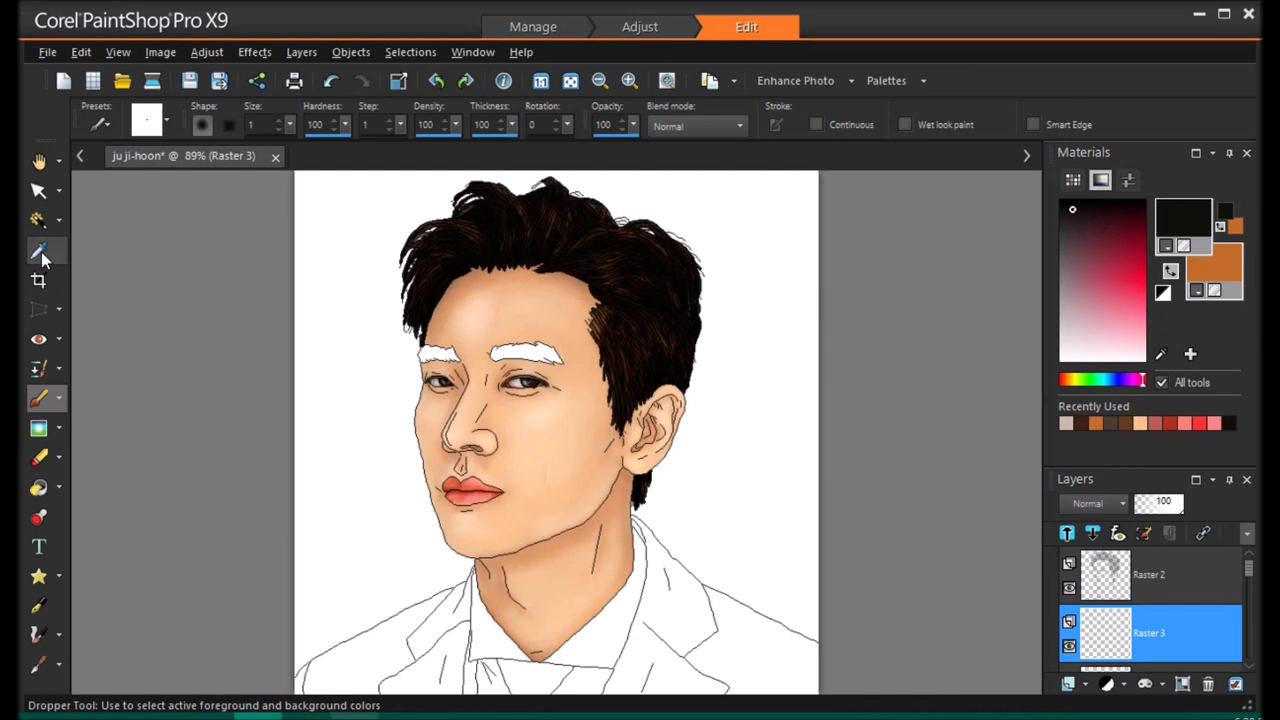 Corel PaintShop Pro X9
Manage Adjust Edit
File Edit View Image Adjust Effects Layers Objects Selections Window Help
Enhance Photo Palettes
Presets: Shape: Size: Hardness: Step: Density: Thickness: Rotation: Opacity: Blend mode: Stroke:
1 100 1 100 100 0 100 Normal Continuous Wet look paint Smart Edge
ju ji-hoon* @ 89% (Raster 3)
Materials
All tools
Recently Used
Layers
Normal 100
Raster 2
Raster 3
Dropper Tool: Use to select active foreground and background colors